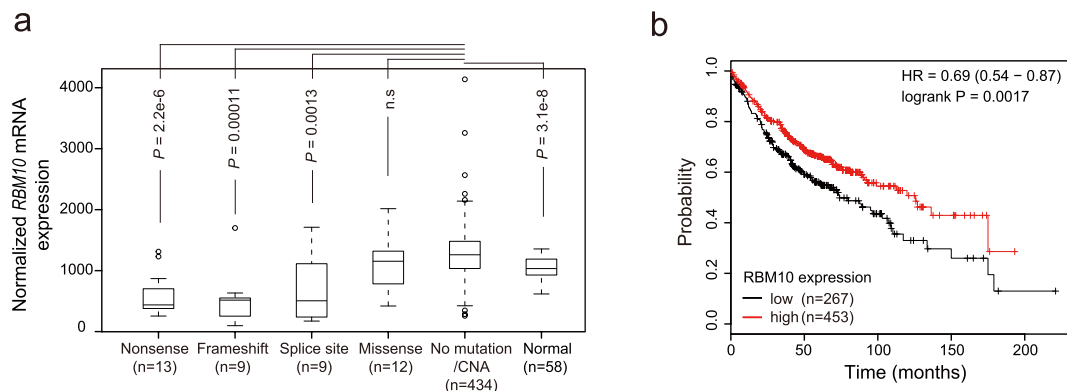 a
Normalized RBM10 mRNA
expression
4000
3000
2000
1000
0
P = 2.2e-6
P = 0.00011
P = 0.0013
n.s
P = 3.1e-8
Nonsense
(n=13)
Frameshift
(n=9)
Splice site
(n=9)
Missense
(n=12)
No mutation
/CNA
(n=434)
Normal
(n=58)
b
HR = 0.69 (0.54 − 0.87)
logrank P = 0.0017
Probability
1.0
0.8
0.6
0.4
0.2
0.0
RBM10 expression
low (n=267)
high (n=453)
0 50 100 150 200
Time (months)